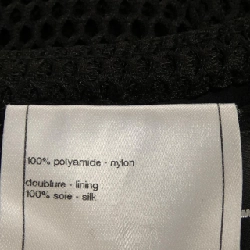 100% polyamide - nylon
doublure - lining
100% soie - silk